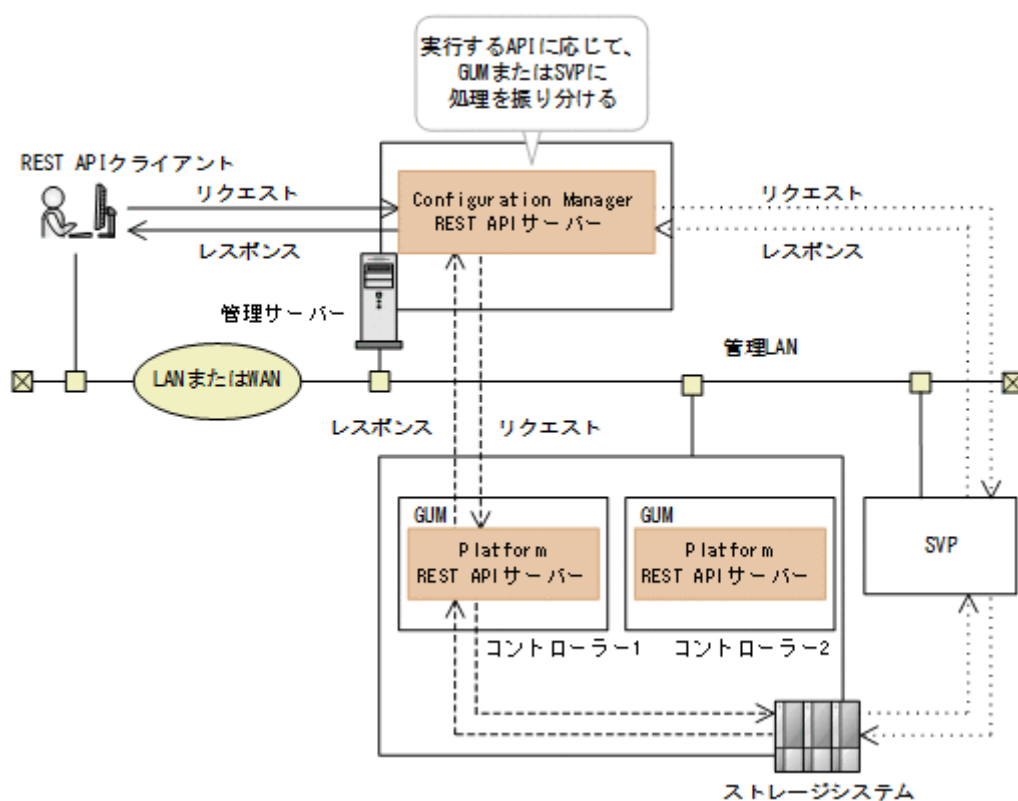 実行するAPIに応じて、
GUMまたはSVPに
処理を振り分ける
REST APIクライアント
リクエスト
Configuration Manager
REST APIサーバー
リクエスト
レスポンス
レスポンス
管理サーバー
管理LAN
LANまたはWAN
レスポンス
リクエスト
GUM
Platform
REST APIサーバー
GUM
Platform
REST APIサーバー
SVP
コントローラー1
コントローラー2
ストレージシステム